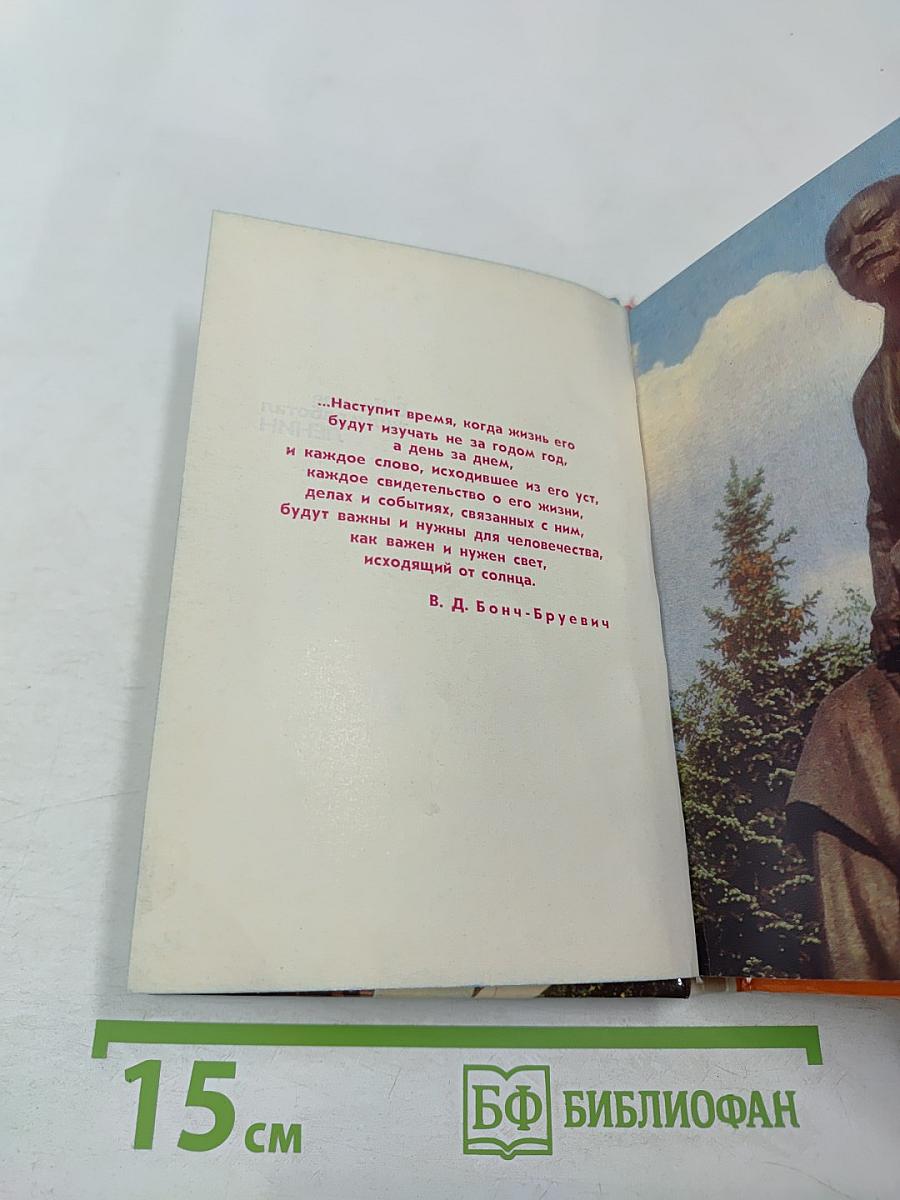 ...Наступит время, когда жизнь его
будут изучать не за годом год,
а день за днем,
и каждое слово, исходившее из его уст,
каждое свидетельство о его жизни,
делах и событиях, связанных с ним,
будут важны и нужны для человечества,
как важен и нужен свет,
исходящий от солнца.
В. Д. Бонч-Бруевич
15 см
БФ БИБЛИОФАН